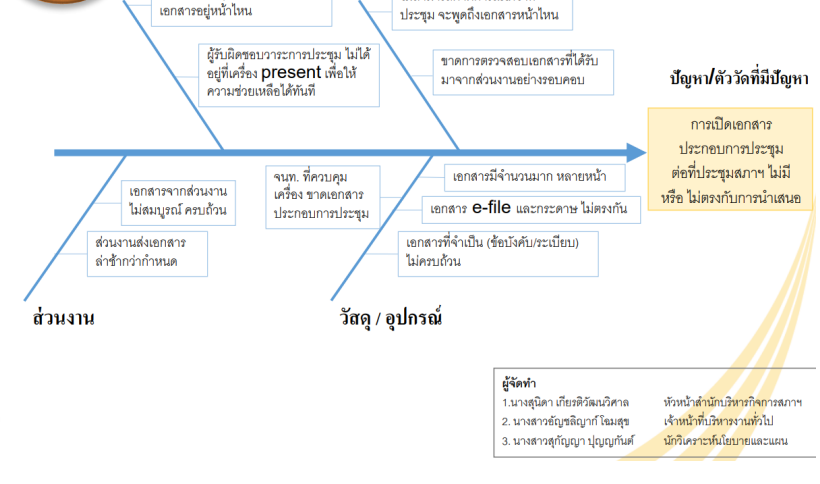 เอกสารอยู่หน้าไหน
ประชุม จะพูดถึงเอกสารหน้าไหน
ผู้รับผิดชอบวาระการประชุม ไม่ได้
อยู่ที่เครื่อง present เพื่อให้
ความช่วยเหลือได้ทันที
ขาดการตรวจสอบเอกสารที่ได้รับ
มาจากส่วนงานอย่างรอบคอบ
ปัญหา/ตัววัดที่มีปัญหา
การเปิดเอกสาร
ประกอบการประชุม
ต่อที่ประชุมสภาฯ ไม่มี
หรือ ไม่ตรงกับการนำเสนอ
เอกสารจากส่วนงาน
ไม่สมบูรณ์ ครบถ้วน
ส่วนงานส่งเอกสาร
ล่าช้ากว่ากำหนด
จนท. ที่ควบคุม
เครื่อง ขาดเอกสาร
ประกอบการประชุม
เอกสารมีจำนวนมาก หลายหน้า
เอกสาร e-file และกระดาษ ไม่ตรงกัน
เอกสารที่จำเป็น (ข้อบังคับ/ระเบียบ)
ไม่ครบถ้วน
ส่วนงาน
วัสดุ / อุปกรณ์
ผู้จัดทำ
1.นางสุนิดา เกียรติวัฒนวิศาล หัวหน้าสำนักบริหารกิจการสภาฯ
2. นางสาวอัญชลิญาก์ โฉมสุข เจ้าหน้าที่บริหารงานทั่วไป
3. นางสาวสุกัญญา ปุญญกันต์ นักวิเคราะห์นโยบายและแผน